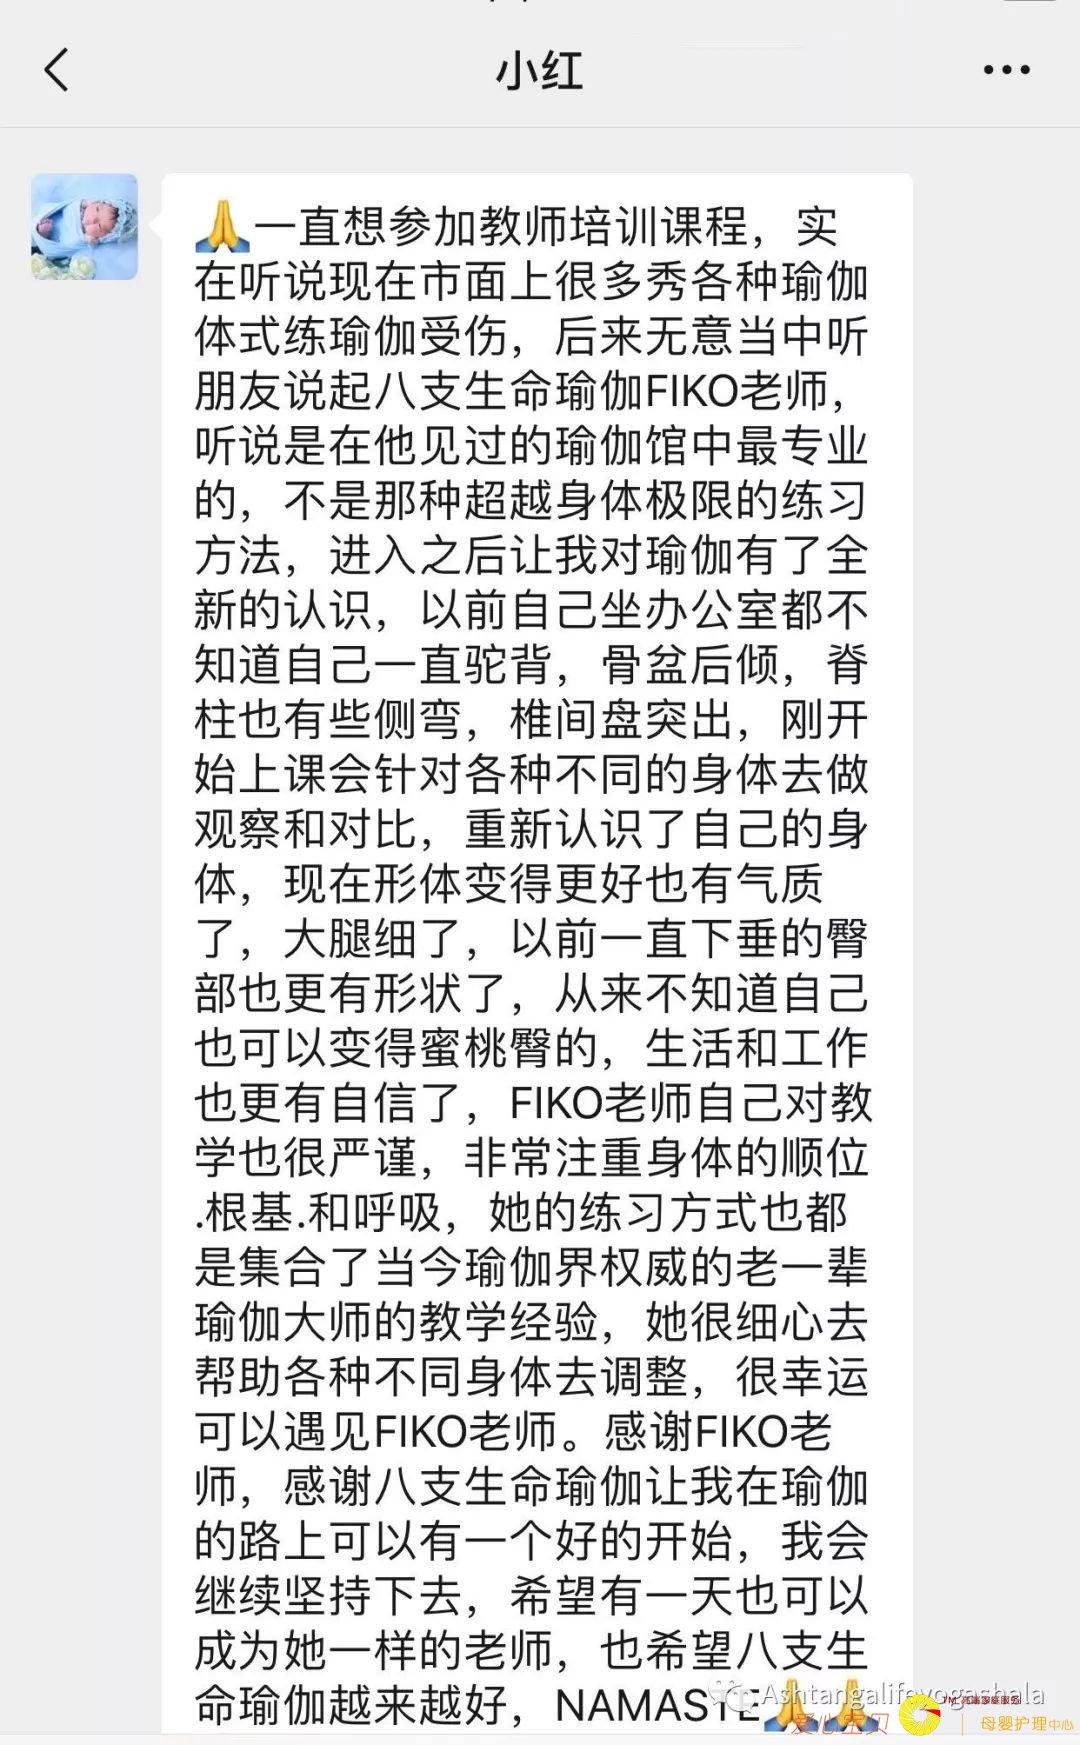 小红
🙏一直想参加教师培训课程，实
在听说现在市面上很多秀各种瑜伽
体式练瑜伽受伤，后来无意当中听
朋友说起八支生命瑜伽FIKO老师，
听说是在他见过的瑜伽馆中最专业
的，不是那种超越身体极限的练习
方法，进入之后让我对瑜伽有了全
新的认识，以前自己坐办公室都不
知道自己一直驼背，骨盆后倾，脊
柱也有些侧弯，椎间盘突出，刚开
始上课会针对各种不同的身体去做
观察和对比，重新认识了自己的身
体，现在形体变得更好也有气质
了，大腿细了，以前一直下垂的臀
部也更有形状了，从来不知道自己
也可以变得蜜桃臀的，生活和工作
也更有自信了，FIKO老师自己对教
学也很严谨，非常注重身体的顺位
.根基.和呼吸，她的练习方式也都
是集合了当今瑜伽界权威的老一辈
瑜伽大师的教学经验，她很细心去
帮助各种不同身体去调整，很幸运
可以遇见FIKO老师。感谢FIKO老
师，感谢八支生命瑜伽让我在瑜伽
的路上可以有一个好的开始，我会
继续坚持下去，希望有一天也可以
成为她一样的老师，也希望八支生
命瑜伽越来越好，NAMASTE🙏🙏
Ashtangalifeyogashala
爱心宝贝
母婴护理中心